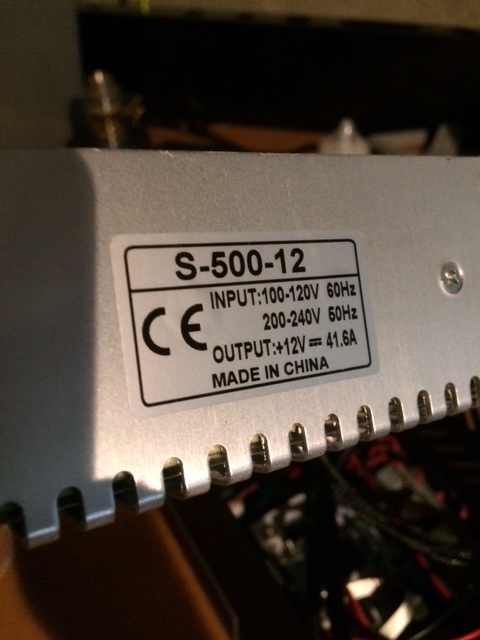 S-500-12
CE INPUT:100-120V 60Hz
200-240V 50Hz
OUTPUT:+12V⎓41.6A
MADE IN CHINA